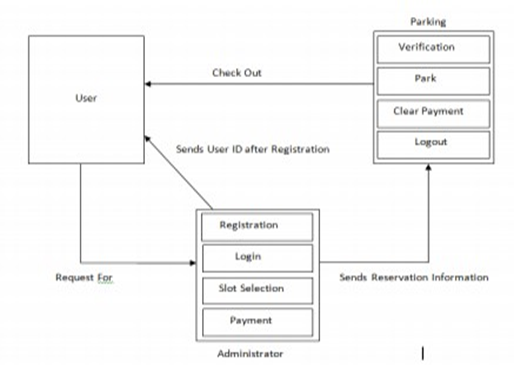 Parking
Verification
Park
Clear Payment
Logout
Check Out
User
Sends User ID after Registration
Registration
Login
Slot Selection
Payment
Administrator
Request For
Sends Reservation Information